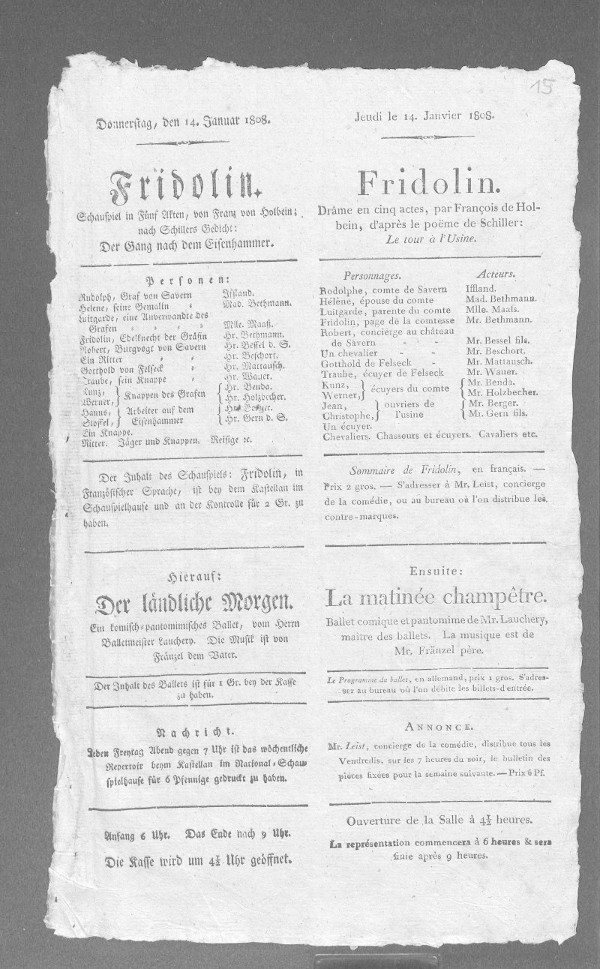 15
Donnerstag, den 14. Januar 1808.
Fridolin.
Schauspiel in Fünf Akten, von Franz von Holbein;
nach Schillers Gedicht:
Der Gang nach dem Eisenhammer.
Personen:
Rudolph, Graf von Savern Iffland.
Helene, seine Gemalin Mad. Bethmann.
Luitgarde, eine Anverwandte des
Grafen Mlle. Maaß.
Fridolin, Edelknecht der Gräfin Hr. Bethmann.
Robert, Burgvogt von Savern Hr. Bessel d. S.
Ein Ritter Hr. Beschort.
Gotthold von Felseck Hr. Mattausch.
Traube, sein Knappe Hr. Wauer.
Kunz, } Knappen des Grafen { Hr. Benda.
Werner, Hr. Holzbecher.
Hanns, } Arbeiter auf dem { Hr. Berger.
Stoffel, Eisenhammer Hr. Gern d. S.
Ein Knappe.
Ritter. Jäger und Knappen. Reisige ꝛc.
Der Inhalt des Schauspiels: Fridolin, in
Französischer Sprache, ist bey dem Kastellan im
Schauspielhause und an der Kontrolle für 2 Gr. zu
haben.
Hierauf:
Der ländliche Morgen.
Ein komisch-pantomimisches Ballet, vom Herrn
Balletmeister Lauchery. Die Musik ist von
Fränzel dem Vater.
Der Inhalt des Ballets ist für 1 Gr. bey der Kasse
zu haben.
Nachricht.
Jeden Freytag Abend gegen 7 Uhr ist das wöchentliche
Repertoir beym Kastellan im National-Schau-
spielhause für 6 Pfennige gedruckt zu haben.
Anfang 6 Uhr. Das Ende nach 9 Uhr.
Die Kasse wird um 4½ Uhr geöffnet.
Jeudi le 14. Janvier 1808.
Fridolin.
Drâme en cinq actes, par François de Hol-
bein, d'après le poëme de Schiller:
Le tour à l'Usine.
Personnages. Acteurs.
Rodolphe, comte de Savern Iffland.
Hélène, épouse du comte Mad. Bethmann.
Luitgarde, parente du comte Mlle. Maaß.
Fridolin, page de la comtesse Mr. Bethmann.
Robert, concierge au château
de Savern - - Mr. Bessel fils.
Un chevalier - - Mr. Beschort.
Gotthold de Felseck Mr. Mattausch.
Traube, écuyer de Felseck Mr. Waner.
Kunz, } écuyers du comte { Mr. Benda.
Werner, Mr. Holzbecher.
Jean, } ouvriers de { Mr. Berger.
Christophe, l'usine Mr. Gern fils.
Un écuyer.
Chevaliers, Chasseurs et écuyers. Cavaliers etc.
Sommaire de Fridolin, en français. —
Prix 2 gros. — S'adresser à Mr. Leist, concierge
de la comédie, ou au bureau où l'on distribue les
contre-marques.
Ensuite:
La matinée champêtre.
Ballet comique et pantomime de Mr. Lauchery,
maître des ballets. La musique est de
Mr. Fränzel père.
Le Programme du ballet, en allemand, prix 1 gros. S'adres-
ser au bureau où l'on débite les billets-d'entrée.
Annonce.
Mr. Leist, concierge de la comédie, distribue tous les
Vendredis, sur les 7 heures du soir, le bulletin des
pièces fixées pour la semaine suivante. — Prix 6 Pf.
Ouverture de la Salle à 4½ heures.
La représentation commencera à 6 heures & sera
finie après 9 heures.